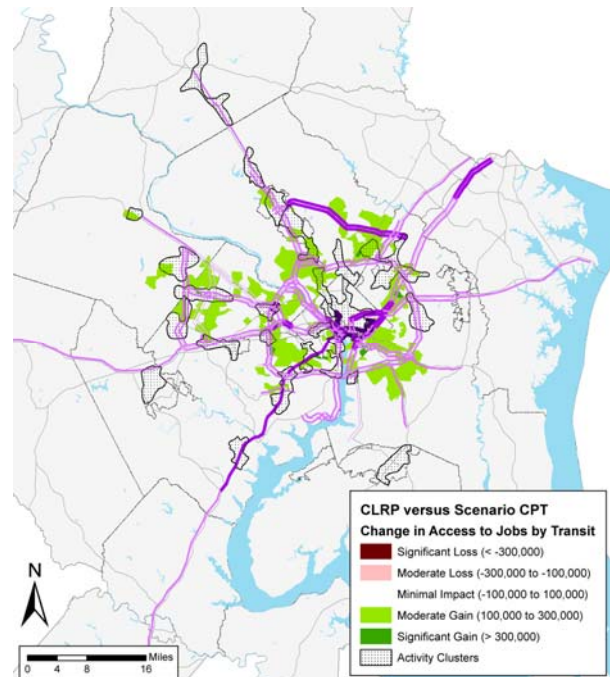 CLRP versus Scenario CPT
Change in Access to Jobs by Transit
Significant Loss (< -300,000)
Moderate Loss (-300,000 to -100,000)
Minimal Impact (-100,000 to 100,000)
Moderate Gain (100,000 to 300,000)
Significant Gain (> 300,000)
Activity Clusters
N
Miles
0 4 8 16